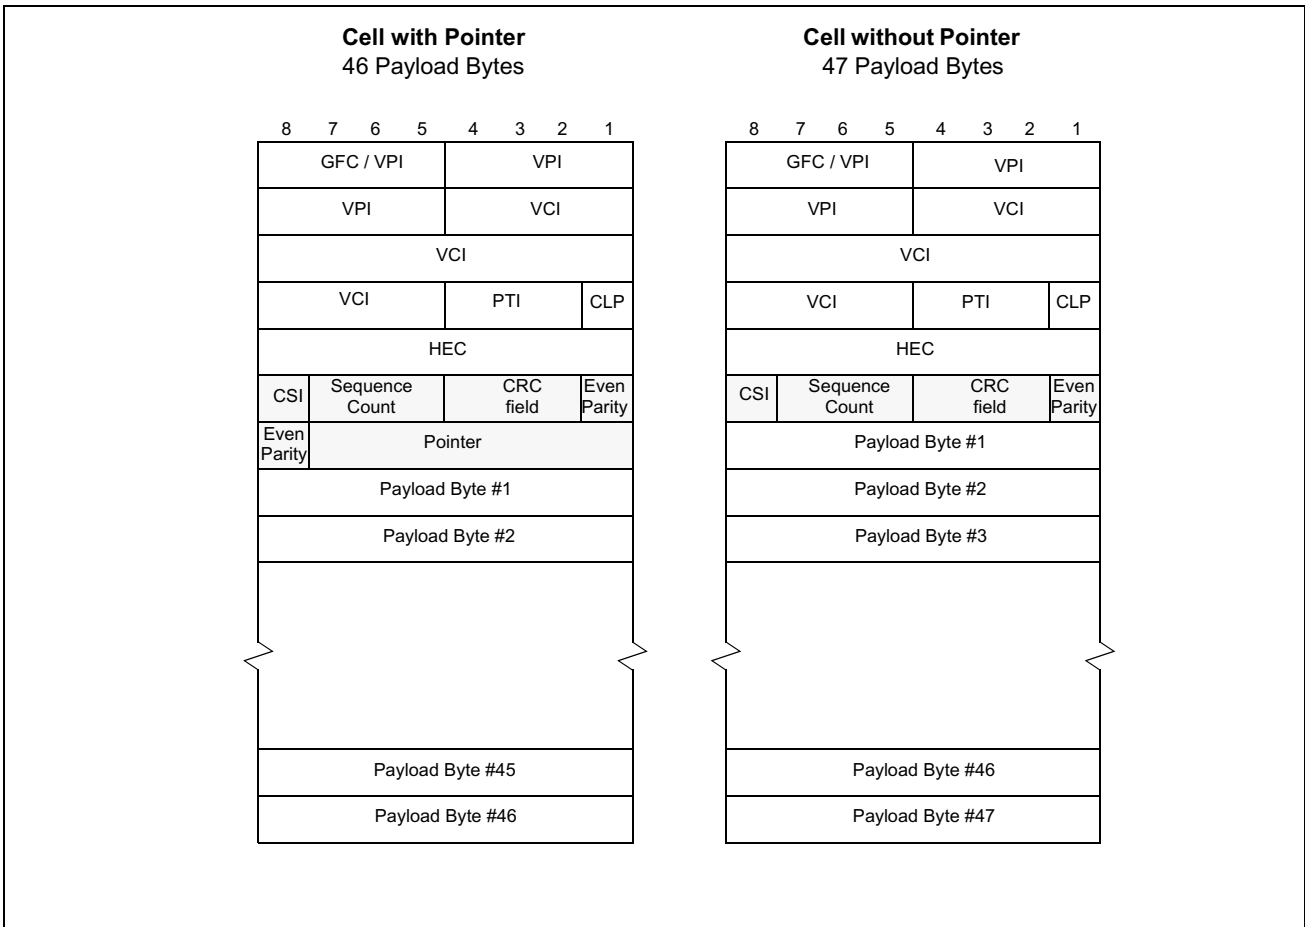 Cell with Pointer
46 Payload Bytes
8 7 6 5 4 3 2 1
GFC / VPI VPI
VPI VCI
VCI
VCI PTI CLP
HEC
CSI Sequence Count CRC field Even Parity
Even Parity Pointer
Payload Byte #1
Payload Byte #2
Payload Byte #45
Payload Byte #46
Cell without Pointer
47 Payload Bytes
8 7 6 5 4 3 2 1
GFC / VPI VPI
VPI VCI
VCI
VCI PTI CLP
HEC
CSI Sequence Count CRC field Even Parity
Payload Byte #1
Payload Byte #2
Payload Byte #3
Payload Byte #46
Payload Byte #47